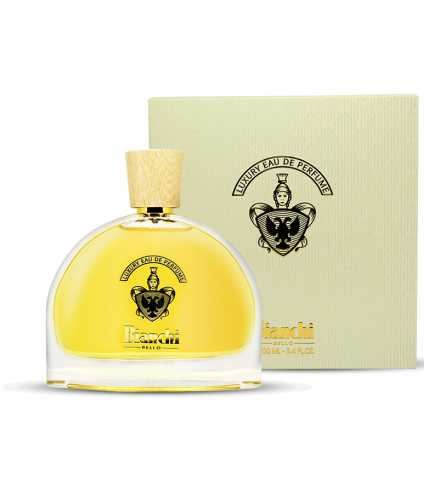 LUXURY EAU DE PERFUME
Bianchi
BELLO
LUXURY EAU DE PERFUME
Bianchi
BELLO
100 ML - 3.4 FL.OZ.